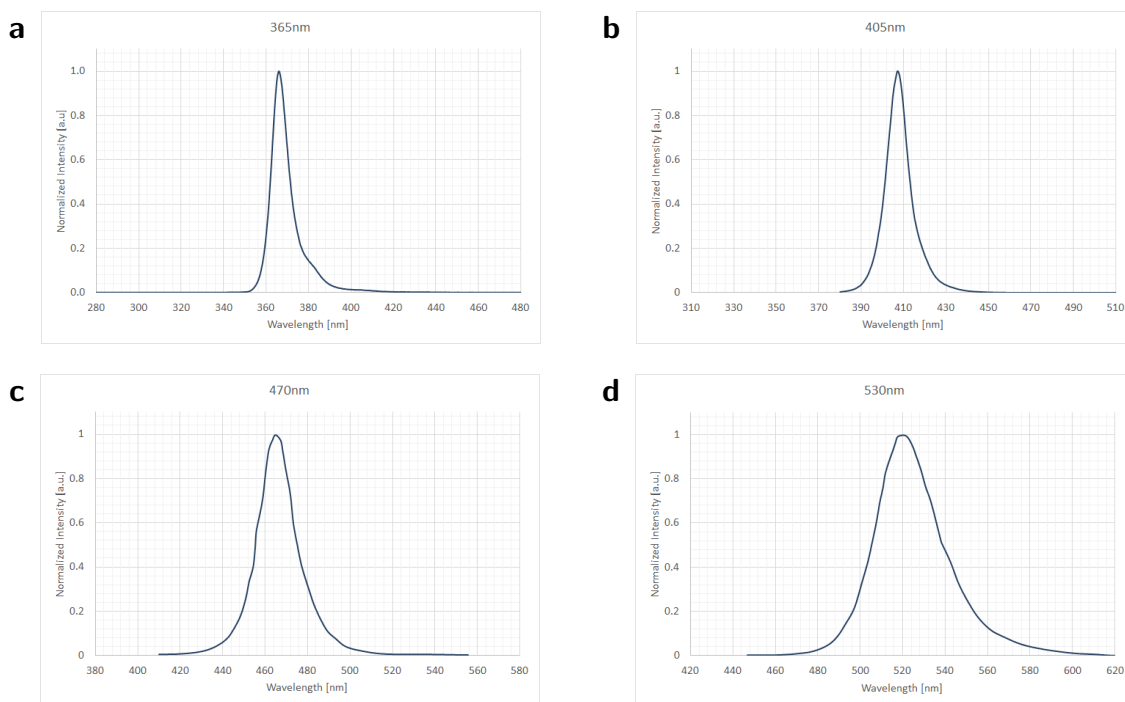 a
365nm
Normalized Intensity [a.u]
1.0
0.8
0.6
0.4
0.2
0.0
280 300 320 340 360 380 400 420 440 460 480
Wavelength [nm]
b
405nm
Normalized Intensity [a.u.]
1
0.8
0.6
0.4
0.2
0
310 330 350 370 390 410 430 450 470 490 510
Wavelength [nm]
c
470nm
Normalized Intensity [a.u.]
1
0.8
0.6
0.4
0.2
0
380 400 420 440 460 480 500 520 540 560 580
Wavelength [nm]
d
530nm
Normalized Intensity [a.u.]
1
0.8
0.6
0.4
0.2
0
420 440 460 480 500 520 540 560 580 600 620
Wavelength [nm]